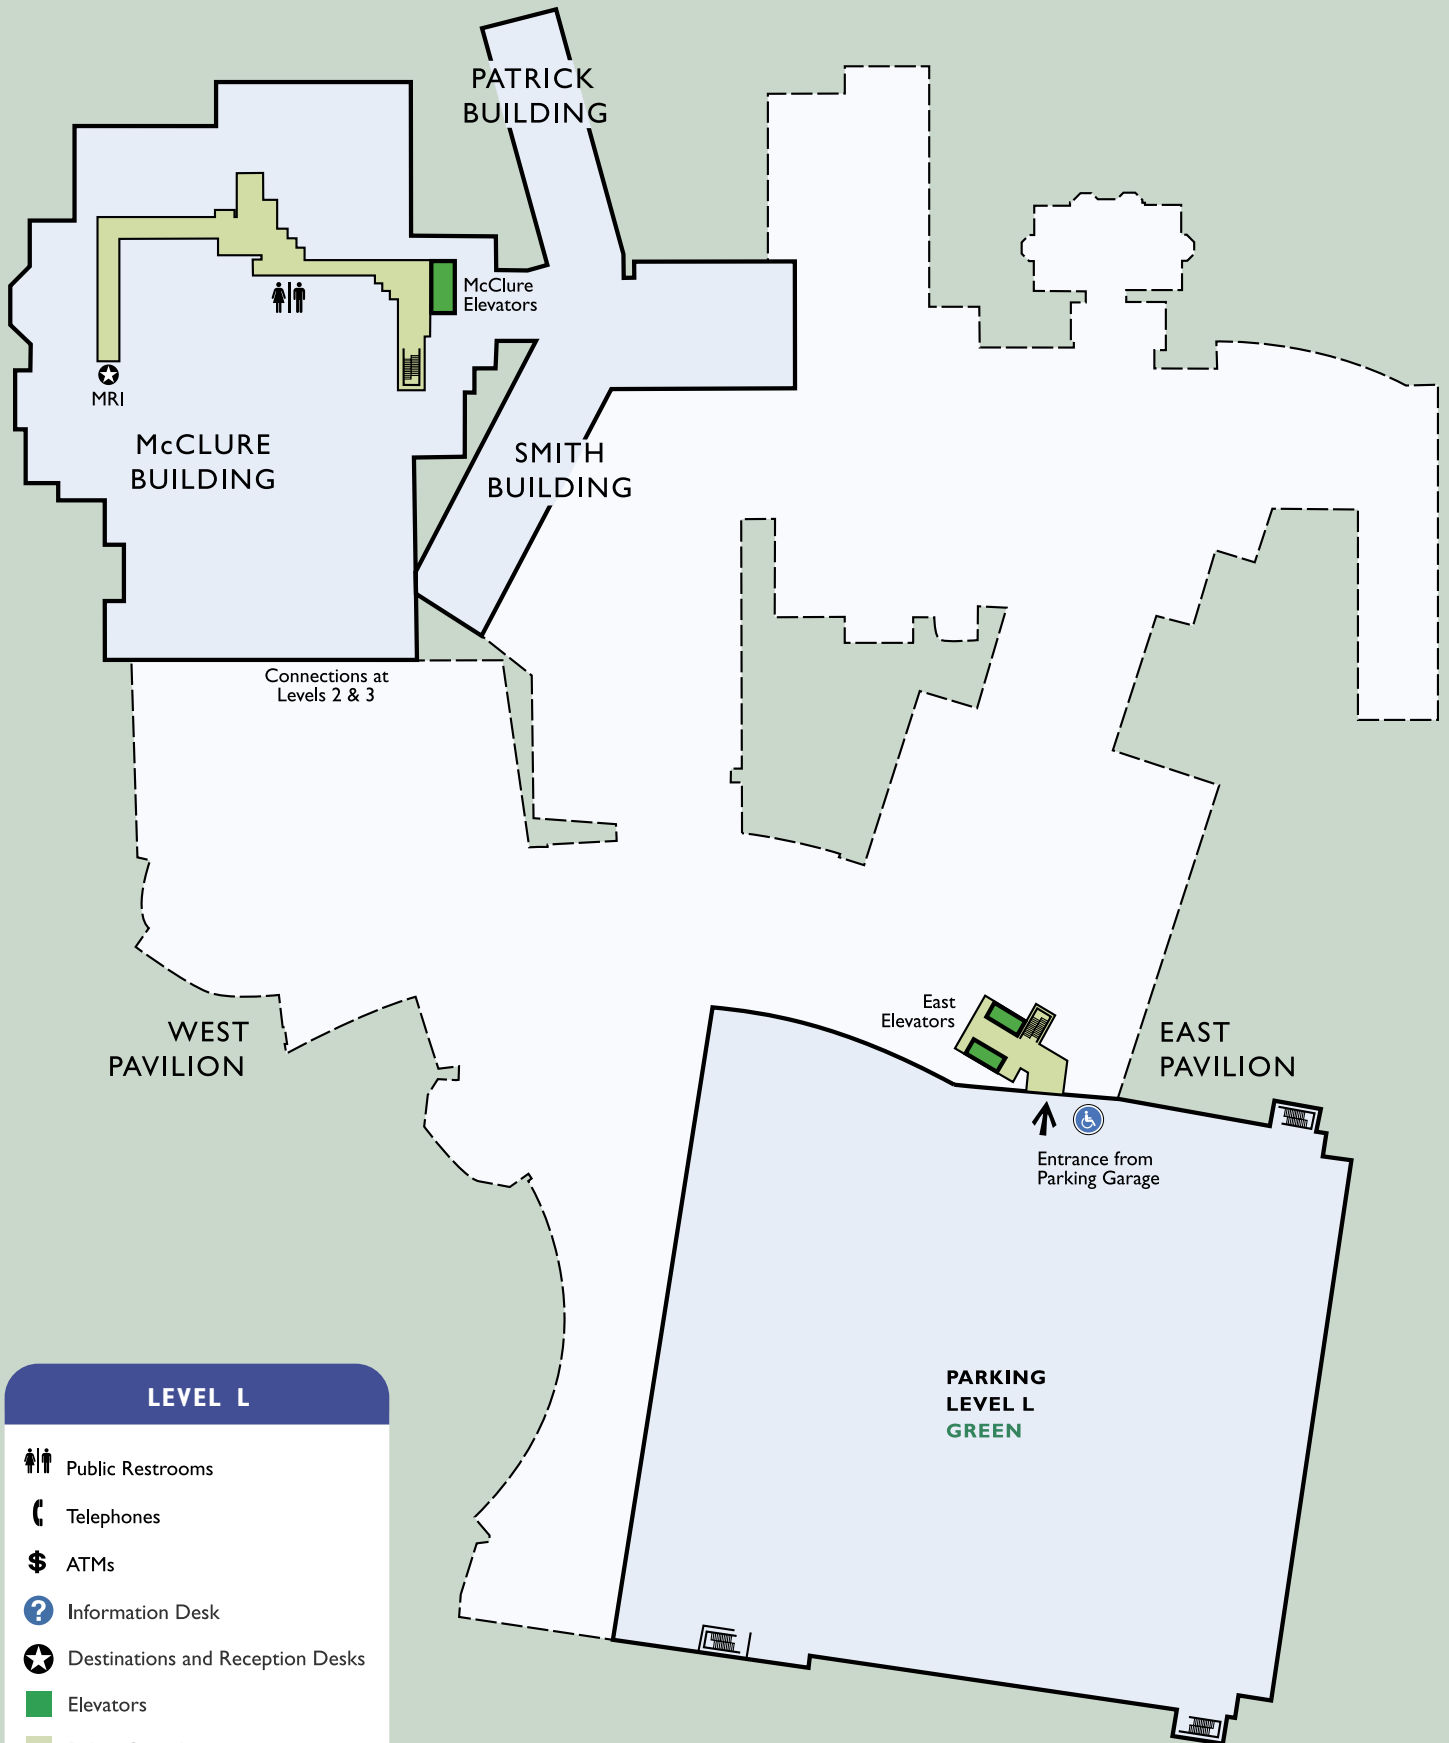 PATRICK
BUILDING
McClure
Elevators
MRI
McCLURE
BUILDING
SMITH
BUILDING
Connections at
Levels 2 & 3
East
Elevators
WEST
PAVILION
EAST
PAVILION
Entrance from
Parking Garage
PARKING
LEVEL L
GREEN
LEVEL L
Public Restrooms
Telephones
$ ATMs
? Information Desk
Destinations and Reception Desks
Elevators